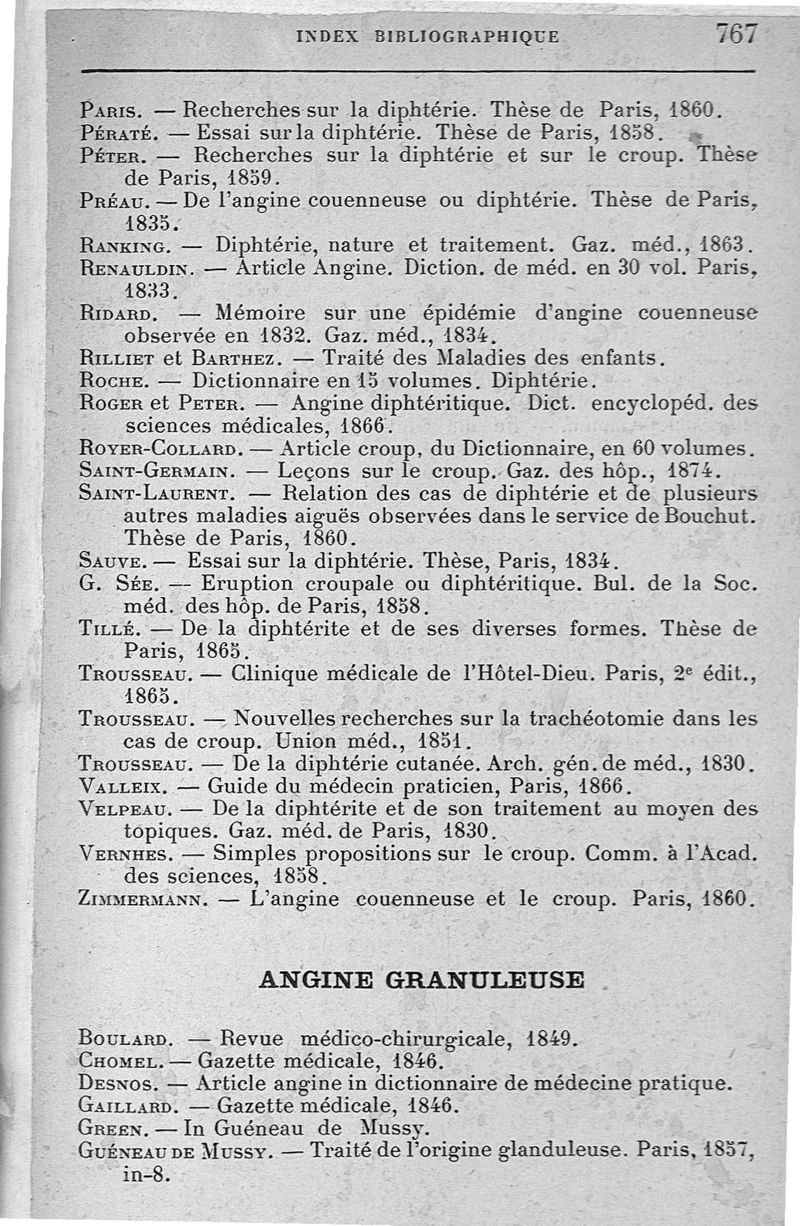 INDEX BIBLIOGRAPHIQUE 767
PARIS. — Recherches sur la diphtérie. Thèse de Paris, 1860.
PÉRATÉ. — Essai sur la diphtérie. Thèse de Paris, 1858.
PÉTER. — Recherches sur la diphtérie et sur le croup. Thèse
de Paris, 1859.
PRÉAU. — De l'angine couenneuse ou diphtérie. Thèse de Paris,
1835.
RANKING. — Diphtérie, nature et traitement. Gaz. méd., 1863.
RENAULDIN. — Article Angine. Diction. de méd. en 30 vol. Paris,
1833.
RIDARD. — Mémoire sur une épidémie d'angine couenneuse
observée en 1832. Gaz. méd., 1834.
RILLIET et BARTHEZ. — Traité des Maladies des enfants.
ROCHE. — Dictionnaire en 15 volumes. Diphtérie.
ROGER et PETER. — Angine diphtéritique. Dict. encyclopéd. des
sciences médicales, 1866.
ROYER-COLLARD. — Article croup, du Dictionnaire, en 60 volumes.
SAINT-GERMAIN. — Leçons sur le croup. Gaz. des hôp., 1874.
SAINT-LAURENT. — Relation des cas de diphtérie et de plusieurs
autres maladies aiguës observées dans le service de Bouchut.
Thèse de Paris, 1860.
SAUVE. — Essai sur la diphtérie. Thèse, Paris, 1834.
G. SÉE. — Eruption croupale ou diphtéritique. Bul. de la Soc.
méd. des hôp. de Paris, 1858.
TILLÉ. — De la diphtérite et de ses diverses formes. Thèse de
Paris, 1865.
TROUSSEAU. — Clinique médicale de l'Hôtel-Dieu. Paris, 2e édit.,
1865.
TROUSSEAU. — Nouvelles recherches sur la trachéotomie dans les
cas de croup. Union méd., 1851.
TROUSSEAU. — De la diphtérie cutanée. Arch. gén. de méd., 1830.
VALLEIX. — Guide du médecin praticien, Paris, 1866.
VELPEAU. — De la diphtérite et de son traitement au moyen des
topiques. Gaz. méd. de Paris, 1830.
VERNHES. — Simples propositions sur le croup. Comm. à l'Acad.
des sciences, 1858.
ZIMMERMANN. — L'angine couenneuse et le croup. Paris, 1860.
ANGINE GRANULEUSE
BOULARD. — Revue médico-chirurgicale, 1849.
CHOMEL. — Gazette médicale, 1846.
DESNOS. — Article angine in dictionnaire de médecine pratique.
GAILLARD. — Gazette médicale, 1846.
GREEN. — In Guéneau de Mussy.
GUÉNEAU DE MUSSY. — Traité de l'origine glanduleuse. Paris, 1857,
in-8.